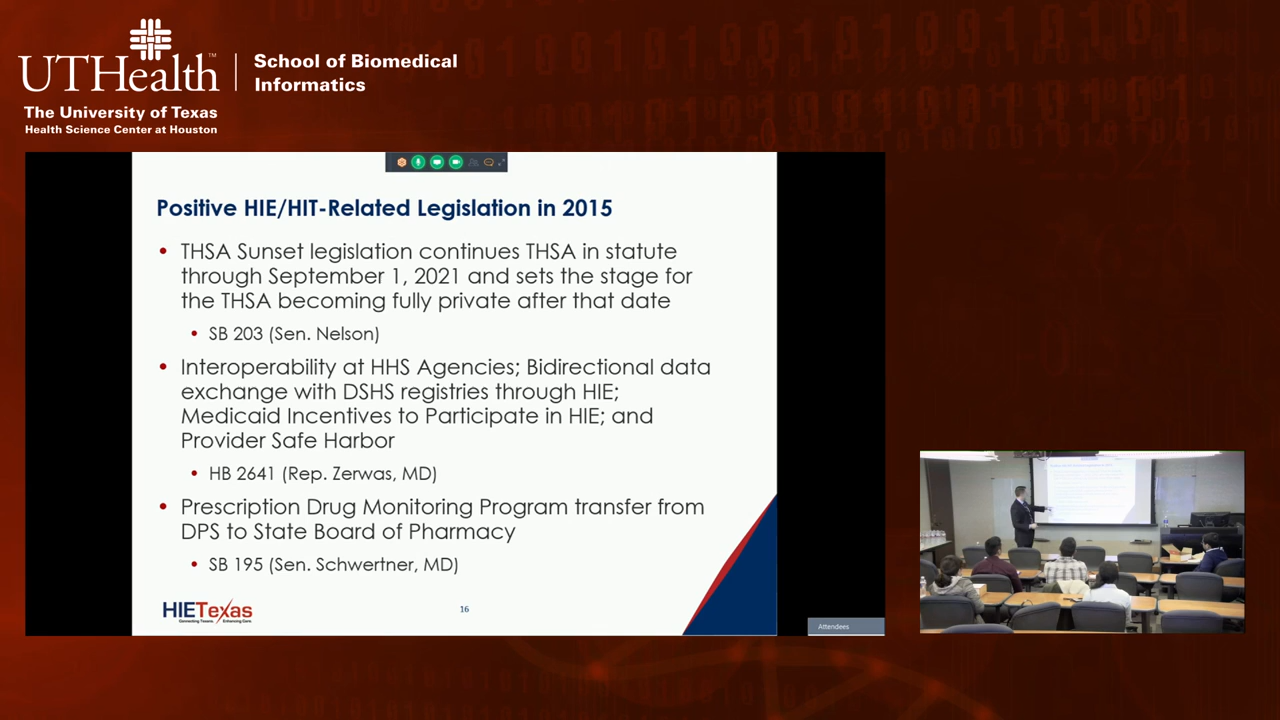 UTHealth™
The University of Texas
Health Science Center at Houston
School of Biomedical
Informatics
Positive HIE/HIT-Related Legislation in 2015
• THSA Sunset legislation continues THSA in statute
through September 1, 2021 and sets the stage for
the THSA becoming fully private after that date
• SB 203 (Sen. Nelson)
• Interoperability at HHS Agencies; Bidirectional data
exchange with DSHS registries through HIE;
Medicaid Incentives to Participate in HIE; and
Provider Safe Harbor
• HB 2641 (Rep. Zerwas, MD)
• Prescription Drug Monitoring Program transfer from
DPS to State Board of Pharmacy
• SB 195 (Sen. Schwertner, MD)
HIETexas
Connecting Texans. Enhancing Care.
16
Attendees